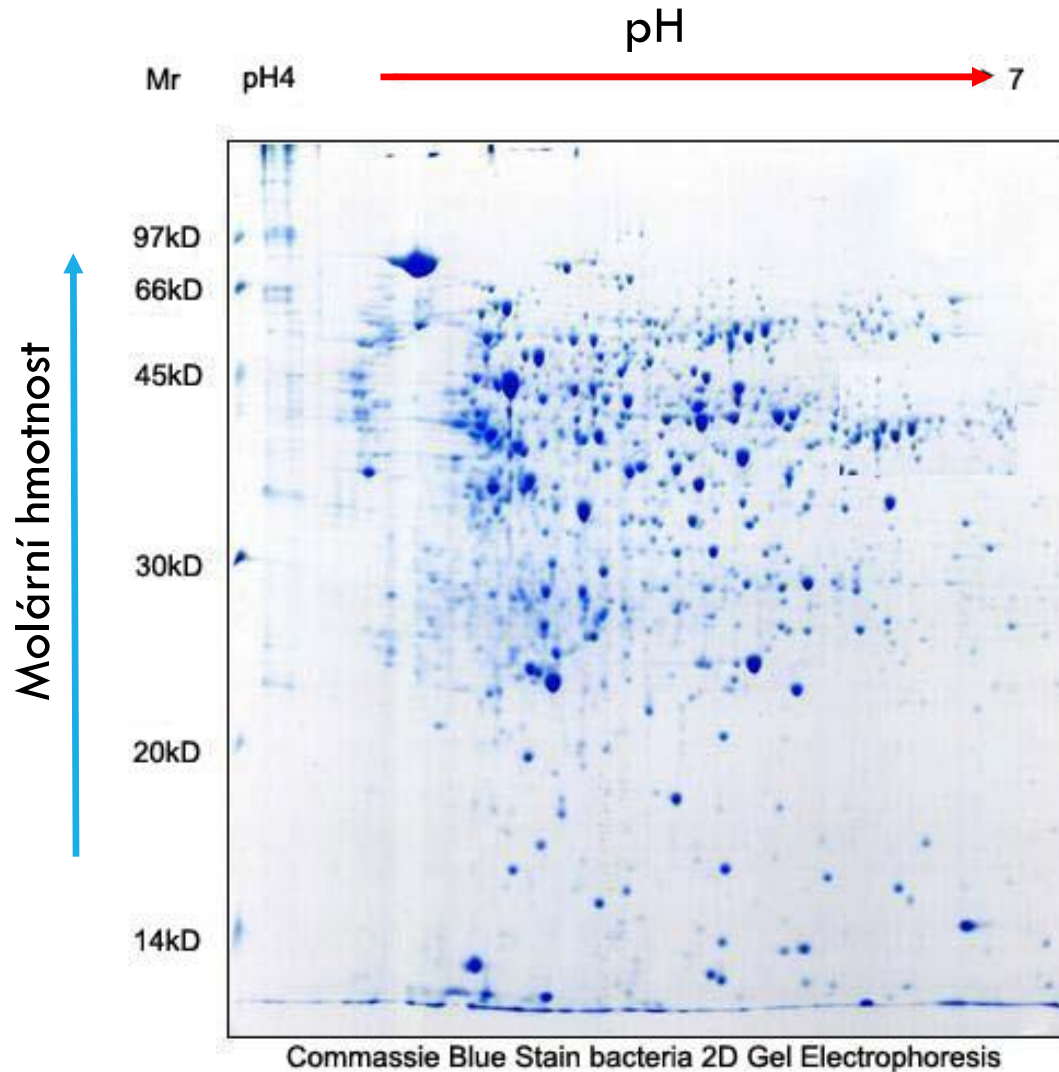 pH
Mr pH4 7
97kD
66kD
45kD
30kD
20kD
14kD
Molární hmotnost
Commassie Blue Stain bacteria 2D Gel Electrophoresis